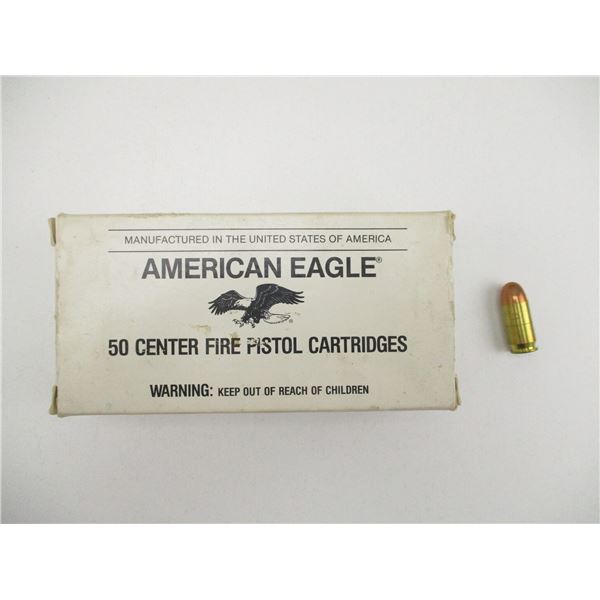 MANUFACTURED IN THE UNITED STATES OF AMERICA
AMERICAN EAGLE®
®
50 CENTER FIRE PISTOL CARTRIDGES
WARNING: KEEP OUT OF REACH OF CHILDREN